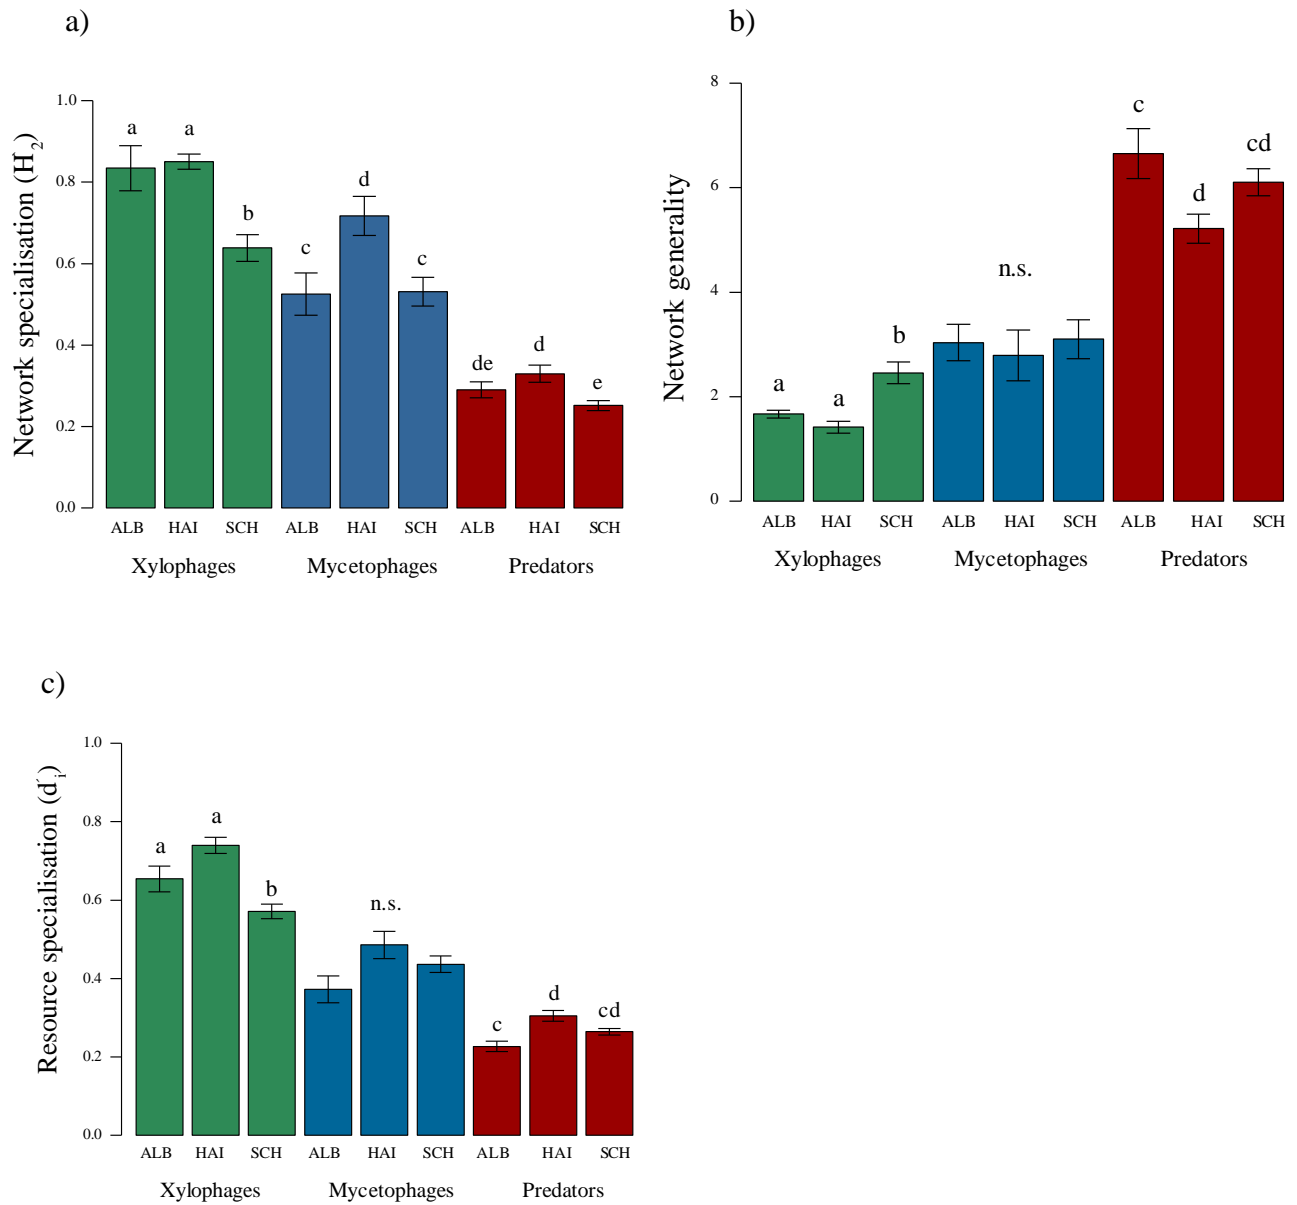 a)
Network specialisation (H´2)
1.0
0.8
0.6
0.4
0.2
0.0
a
a
b
c
d
c
de
d
e
ALB HAI SCH ALB HAI SCH ALB HAI SCH
Xylophages Mycetophages Predators
b)
Network generality
8
6
4
2
0
a
a
b
n.s.
c
d
cd
ALB HAI SCH ALB HAI SCH ALB HAI SCH
Xylophages Mycetophages Predators
c)
Resource specialisation (d´i)
1.0
0.8
0.6
0.4
0.2
0.0
a
a
b
n.s.
c
d
cd
ALB HAI SCH ALB HAI SCH ALB HAI SCH
Xylophages Mycetophages Predators